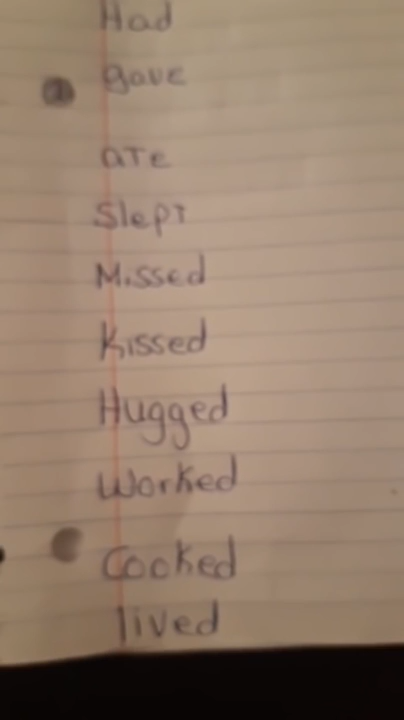 Had
gave
aTe
SlepT
Missed
Kissed
Hugged
Worked
Cooked
lived